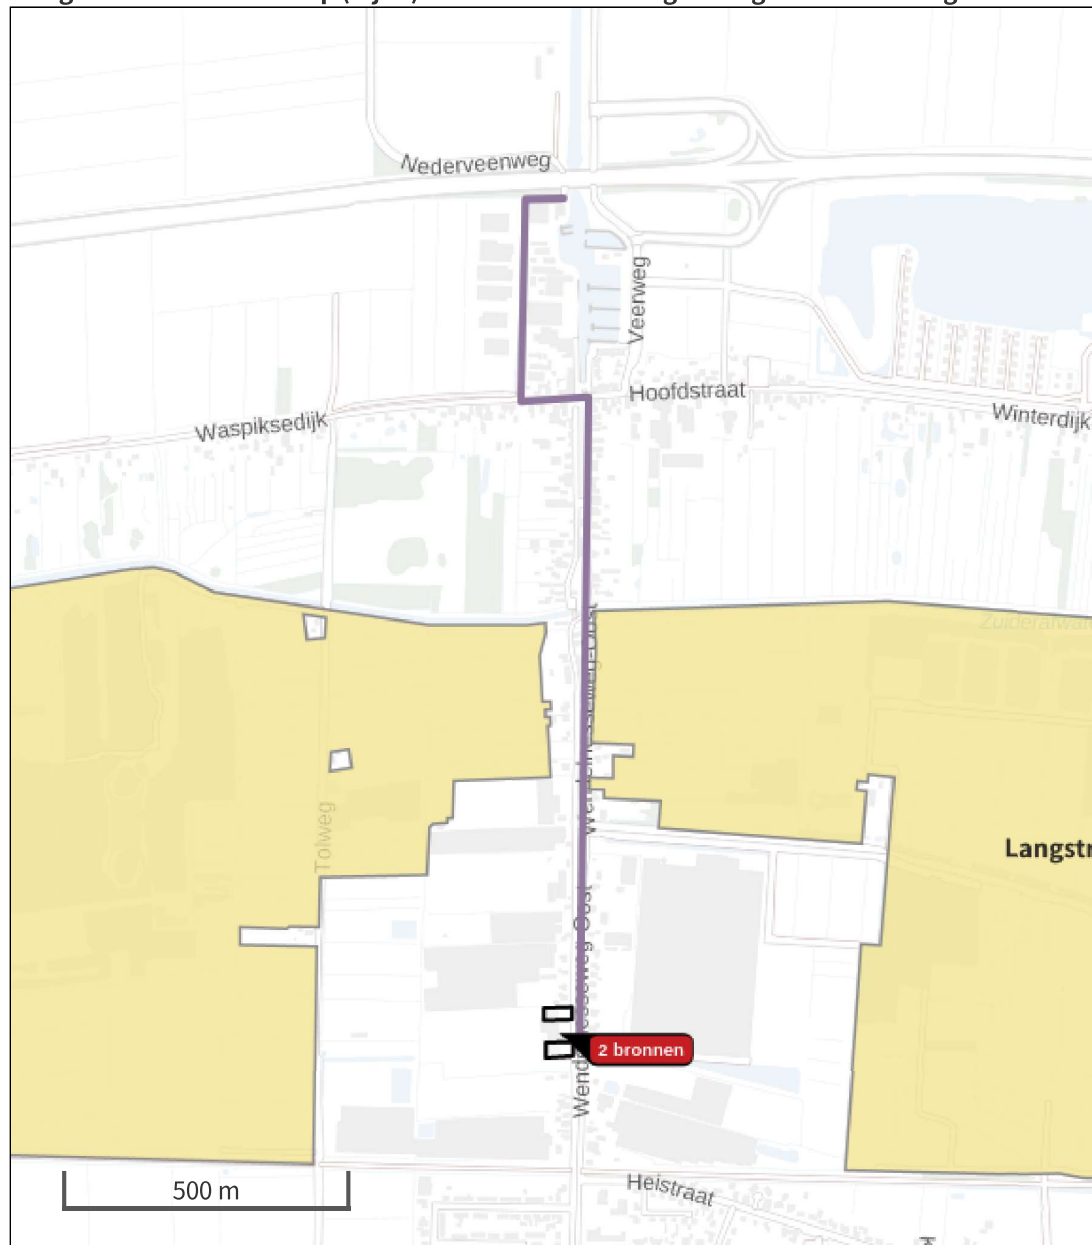 Nederveenweg
Veerweg
Hoofdstraat
Waspiksedijk
Winterdijk
Tolweg
Langstr
2 bronnen
500 m
Heistraat